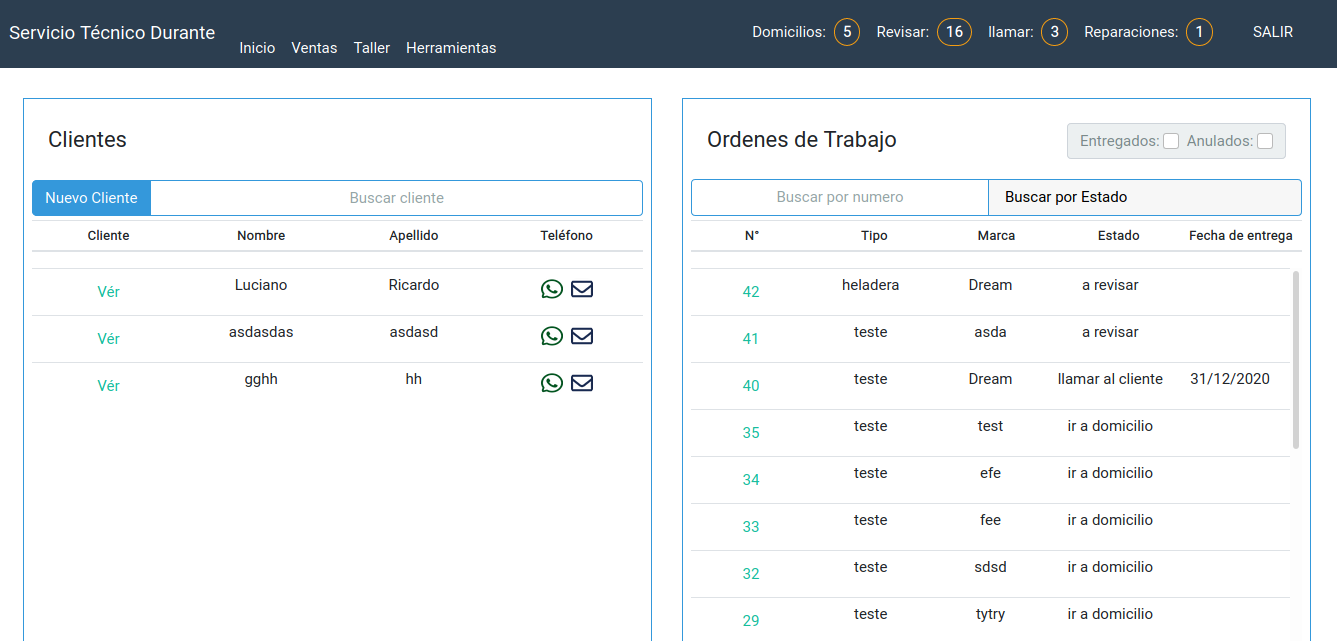 Servicio Técnico Durante Inicio Ventas Taller Herramientas Domicilios: 5 Revisar: 16 llamar: 3 Reparaciones: 1 SALIR
Clientes
Nuevo Cliente Buscar cliente
Cliente Nombre Apellido Teléfono
Vér Luciano Ricardo
Vér asdasdas asdasd
Vér gghh hh
Ordenes de Trabajo Entregados: Anulados:
Buscar por numero Buscar por Estado
N° Tipo Marca Estado Fecha de entrega
42 heladera Dream a revisar
41 teste asda a revisar
40 teste Dream llamar al cliente 31/12/2020
35 teste test ir a domicilio
34 teste efe ir a domicilio
33 teste fee ir a domicilio
32 teste sdsd ir a domicilio
29 teste tytry ir a domicilio